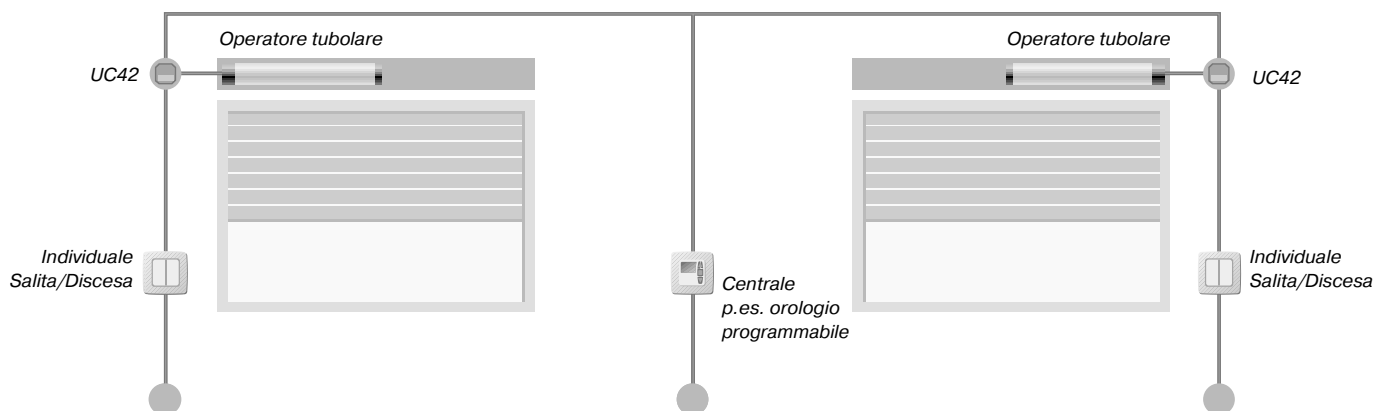 Operatore tubolare
Operatore tubolare
UC42
UC42
Individuale
Salita/Discesa
Centrale
p.es. orologio
programmabile
Individuale
Salita/Discesa